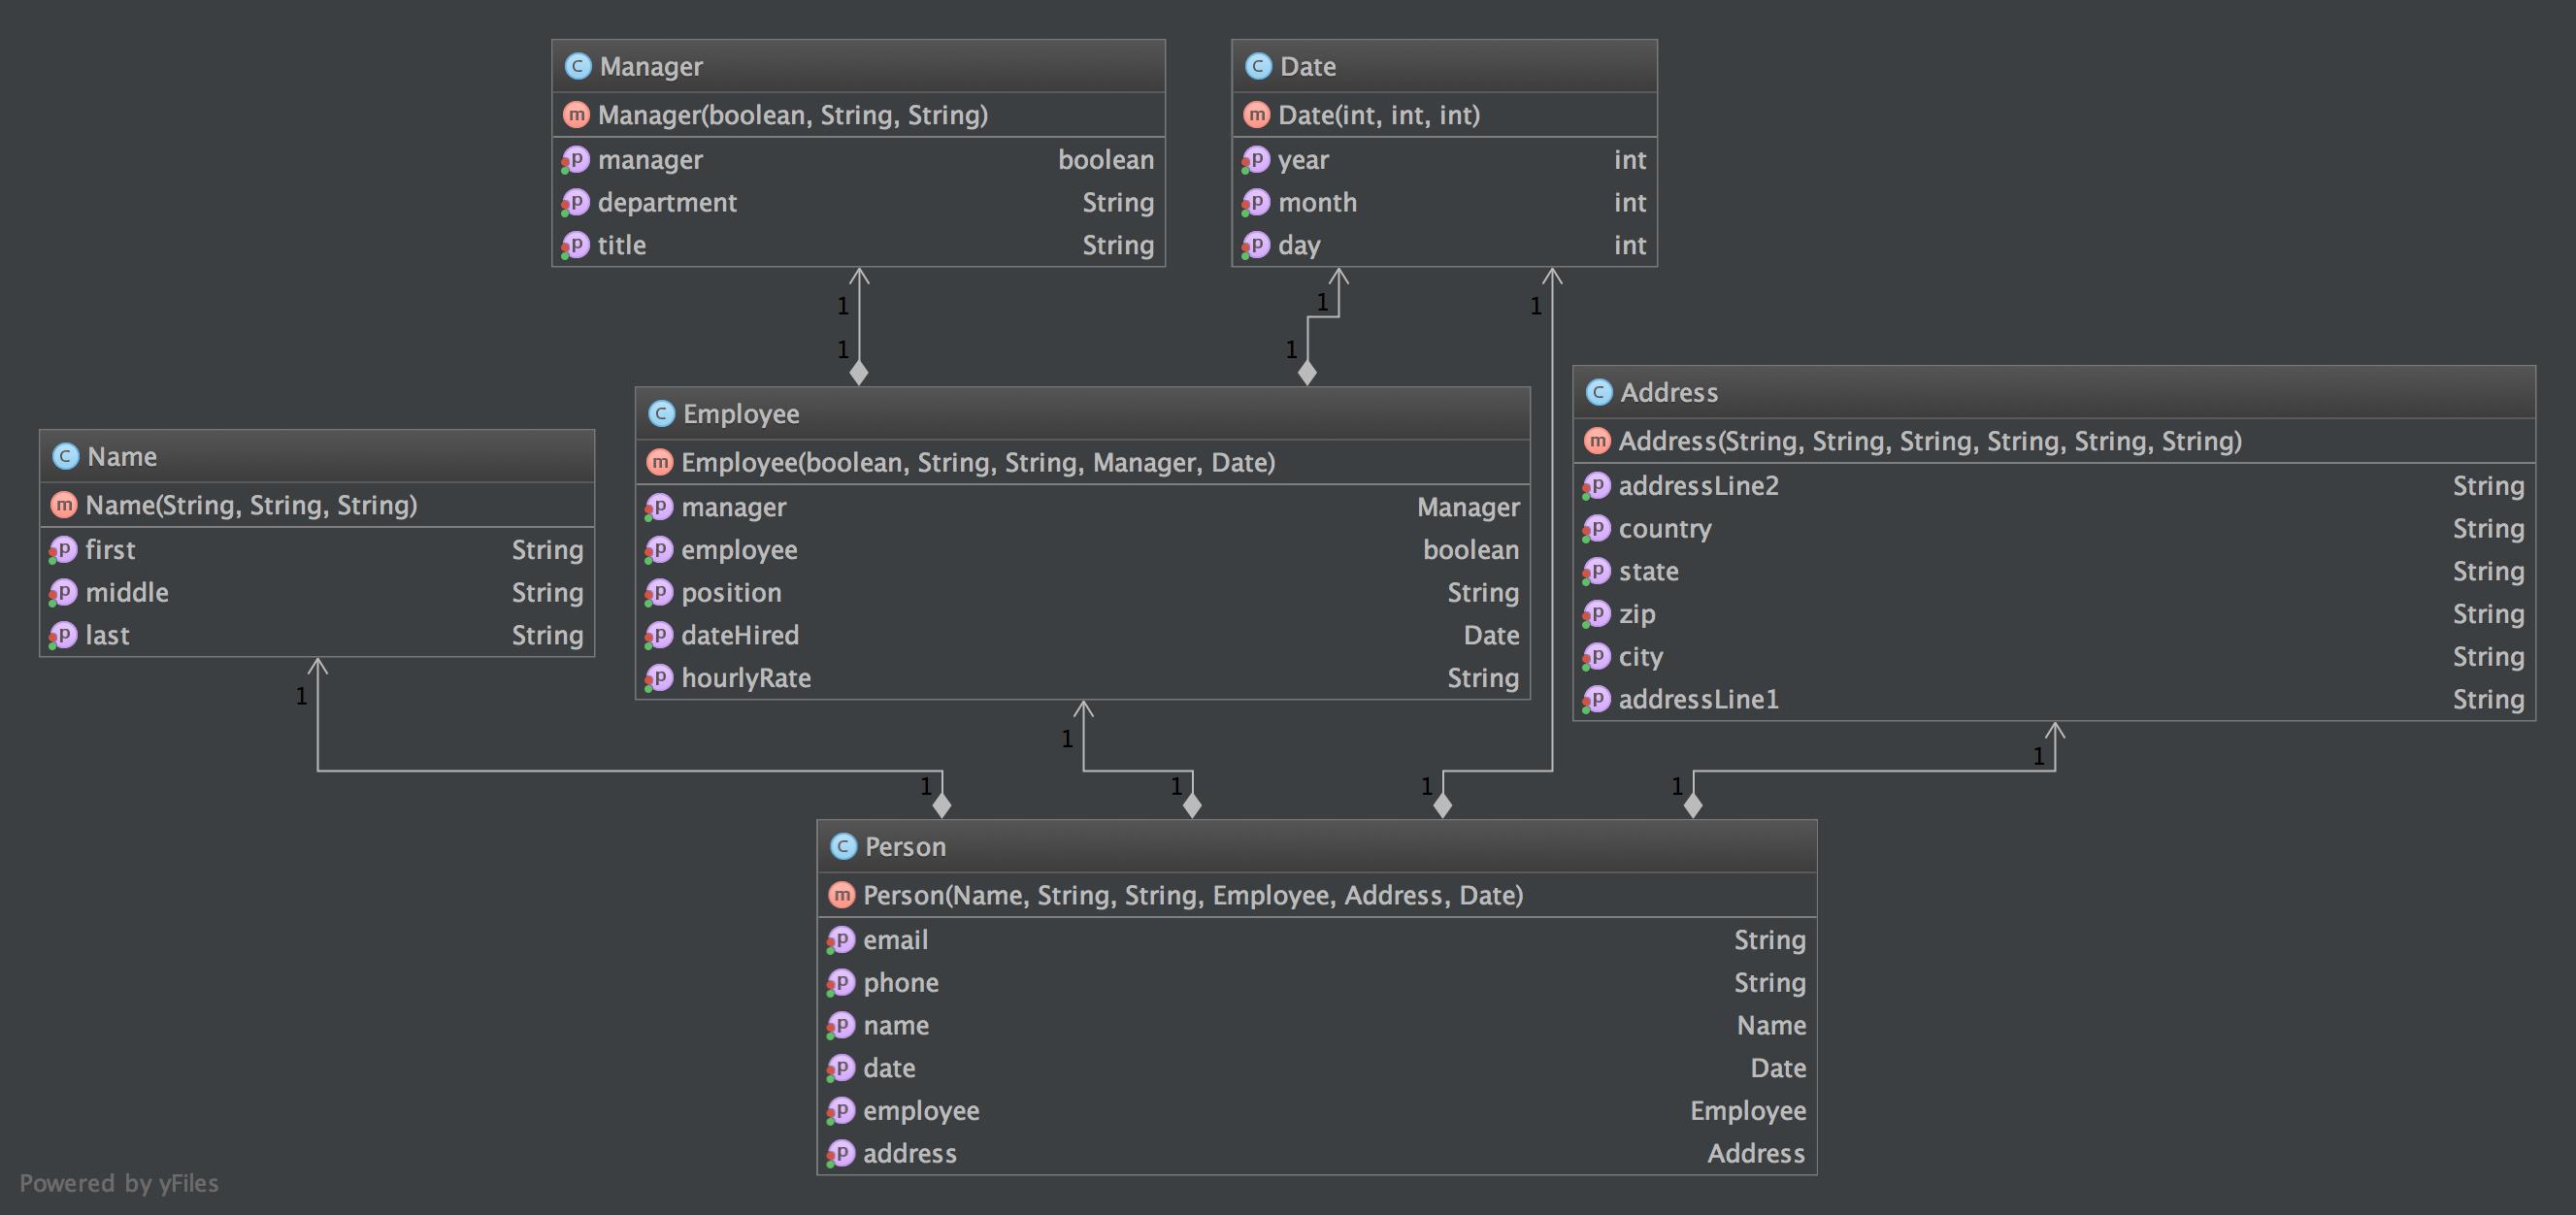 Manager
Manager(boolean, String, String)
manager boolean
department String
title String
Date
Date(int, int, int)
year int
month int
day int
1
1
1
1
1
Name
Name(String, String, String)
first String
middle String
last String
Employee
Employee(boolean, String, String, Manager, Date)
manager Manager
employee boolean
position String
dateHired Date
hourlyRate String
Address
Address(String, String, String, String, String, String)
addressLine2 String
country String
state String
zip String
city String
addressLine1 String
1
1
1
1
1
1
1
Person
Person(Name, String, String, Employee, Address, Date)
email String
phone String
name Name
date Date
employee Employee
address Address
Powered by yFiles